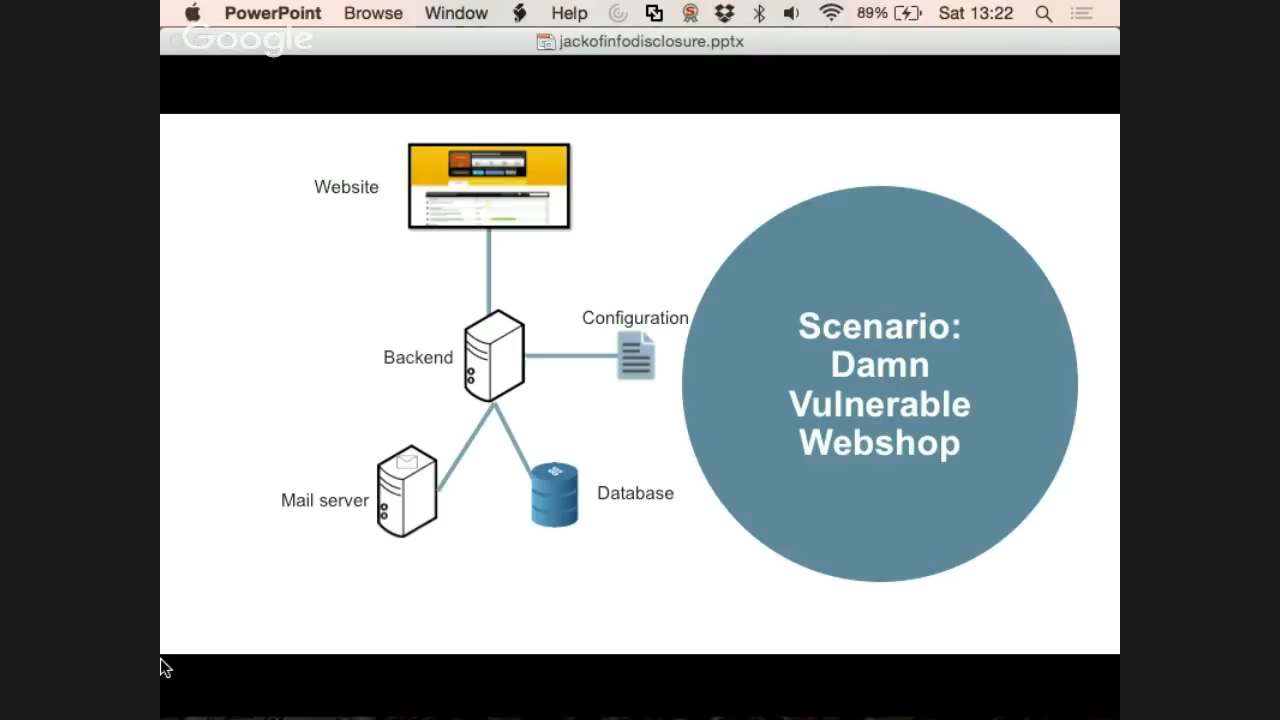 PowerPoint Browse Window Help 89% Sat 13:22
Google
jackofinfodisclosure.pptx
Website
Configuration
Backend
Mail server
Database
Scenario:
Damn
Vulnerable
Webshop